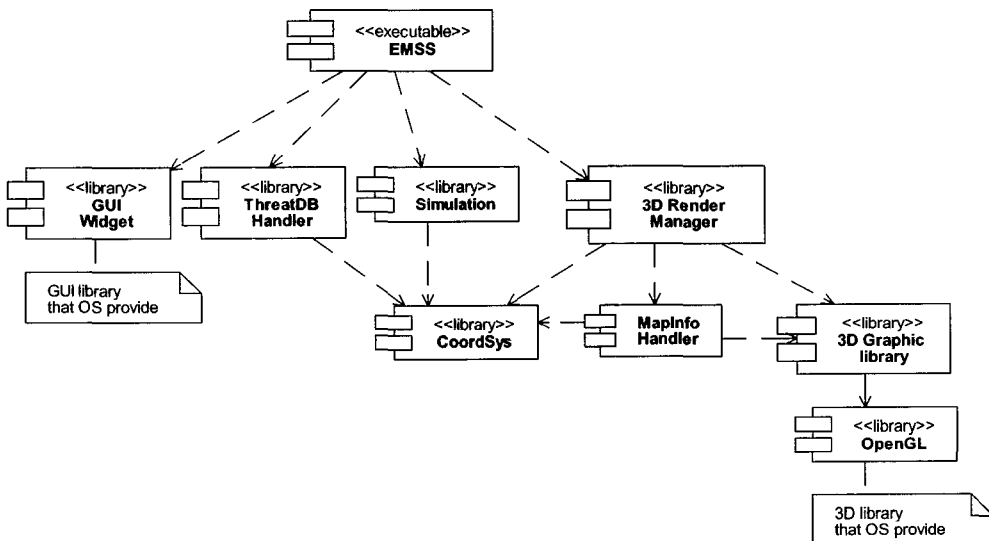 <<executable>>
EMSS
<<library>>
GUI
Widget
<<library>>
ThreatDB
Handler
<<library>>
Simulation
<<library>>
3D Render
Manager
GUI library
that OS provide
<<library>>
CoordSys
MapInfo
Handler
<<library>>
3D Graphic
library
<<library>>
OpenGL
3D library
that OS provide